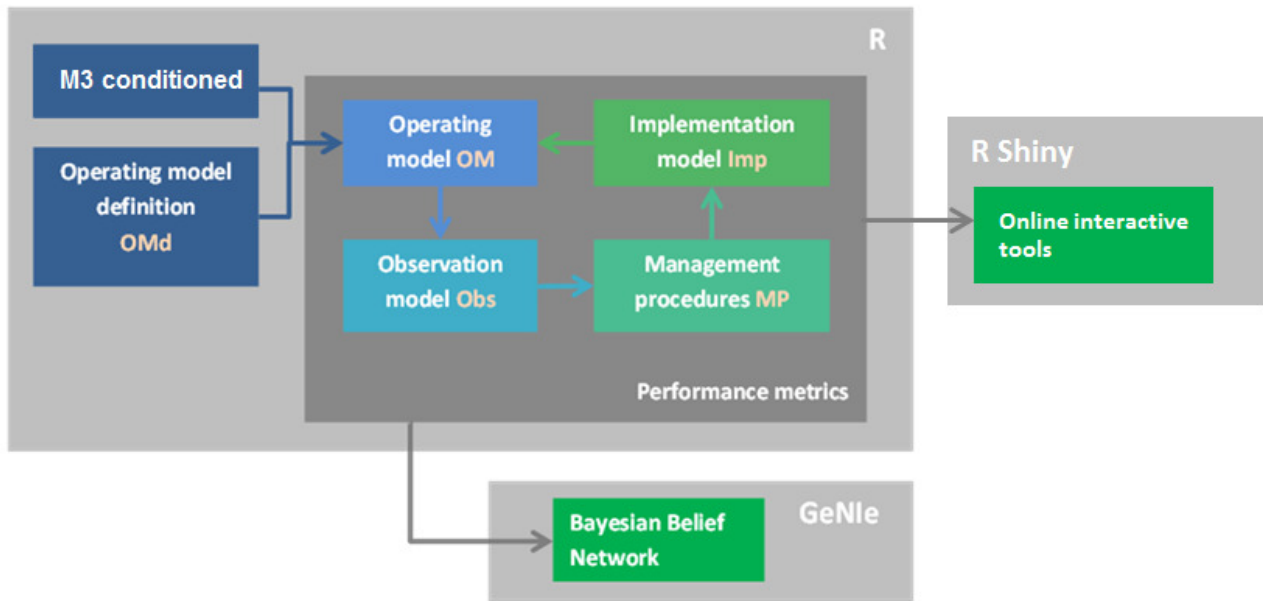 R
M3 conditioned
Operating model
definition
OMd
Operating
model OM
Implementation
model Imp
Observation
model Obs
Management
procedures MP
Performance metrics
R Shiny
Online interactive
tools
GeNIe
Bayesian Belief
Network